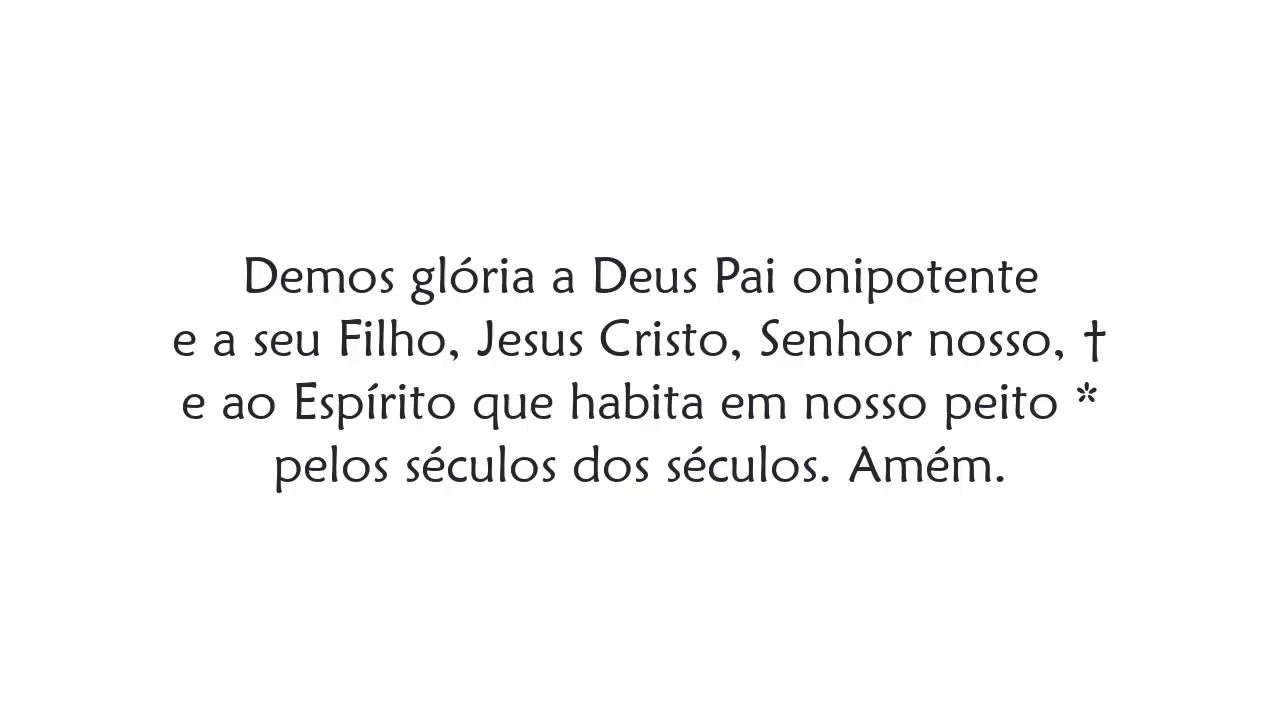 Demos glória a Deus Pai onipotente
e a seu Filho, Jesus Cristo, Senhor nosso, †
e ao Espírito que habita em nosso peito *
pelos séculos dos séculos. Amém.